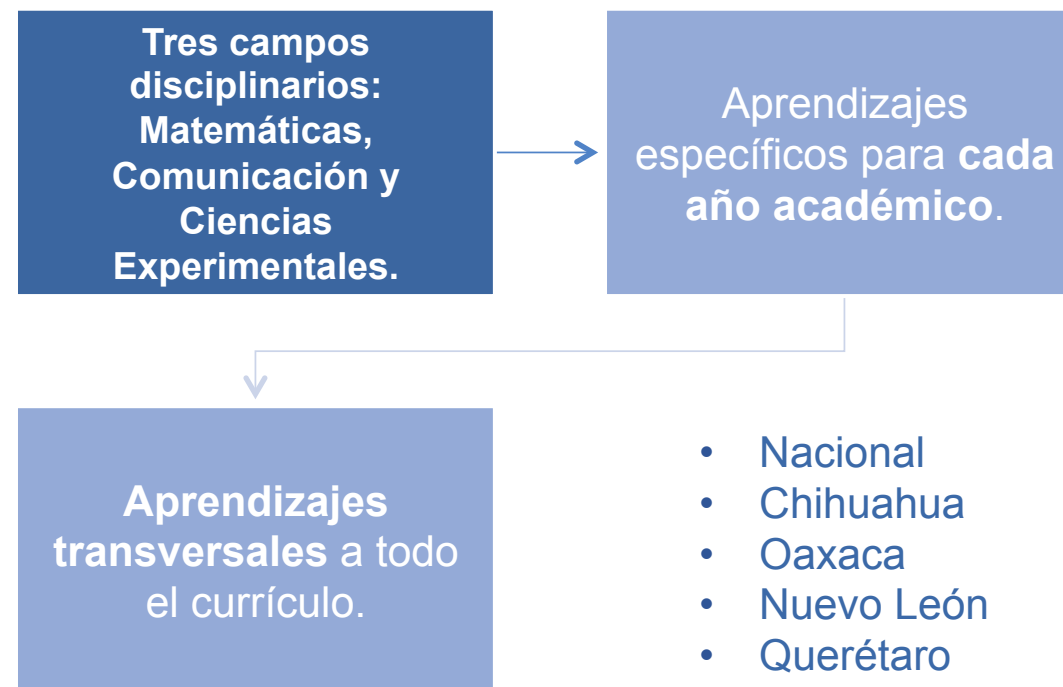 Tres campos
disciplinarios:
Matemáticas,
Comunicación y
Ciencias
Experimentales.
Aprendizajes
específicos para cada
año académico.
Aprendizajes
transversales a todo
el currículo.
• Nacional
• Chihuahua
• Oaxaca
• Nuevo León
• Querétaro